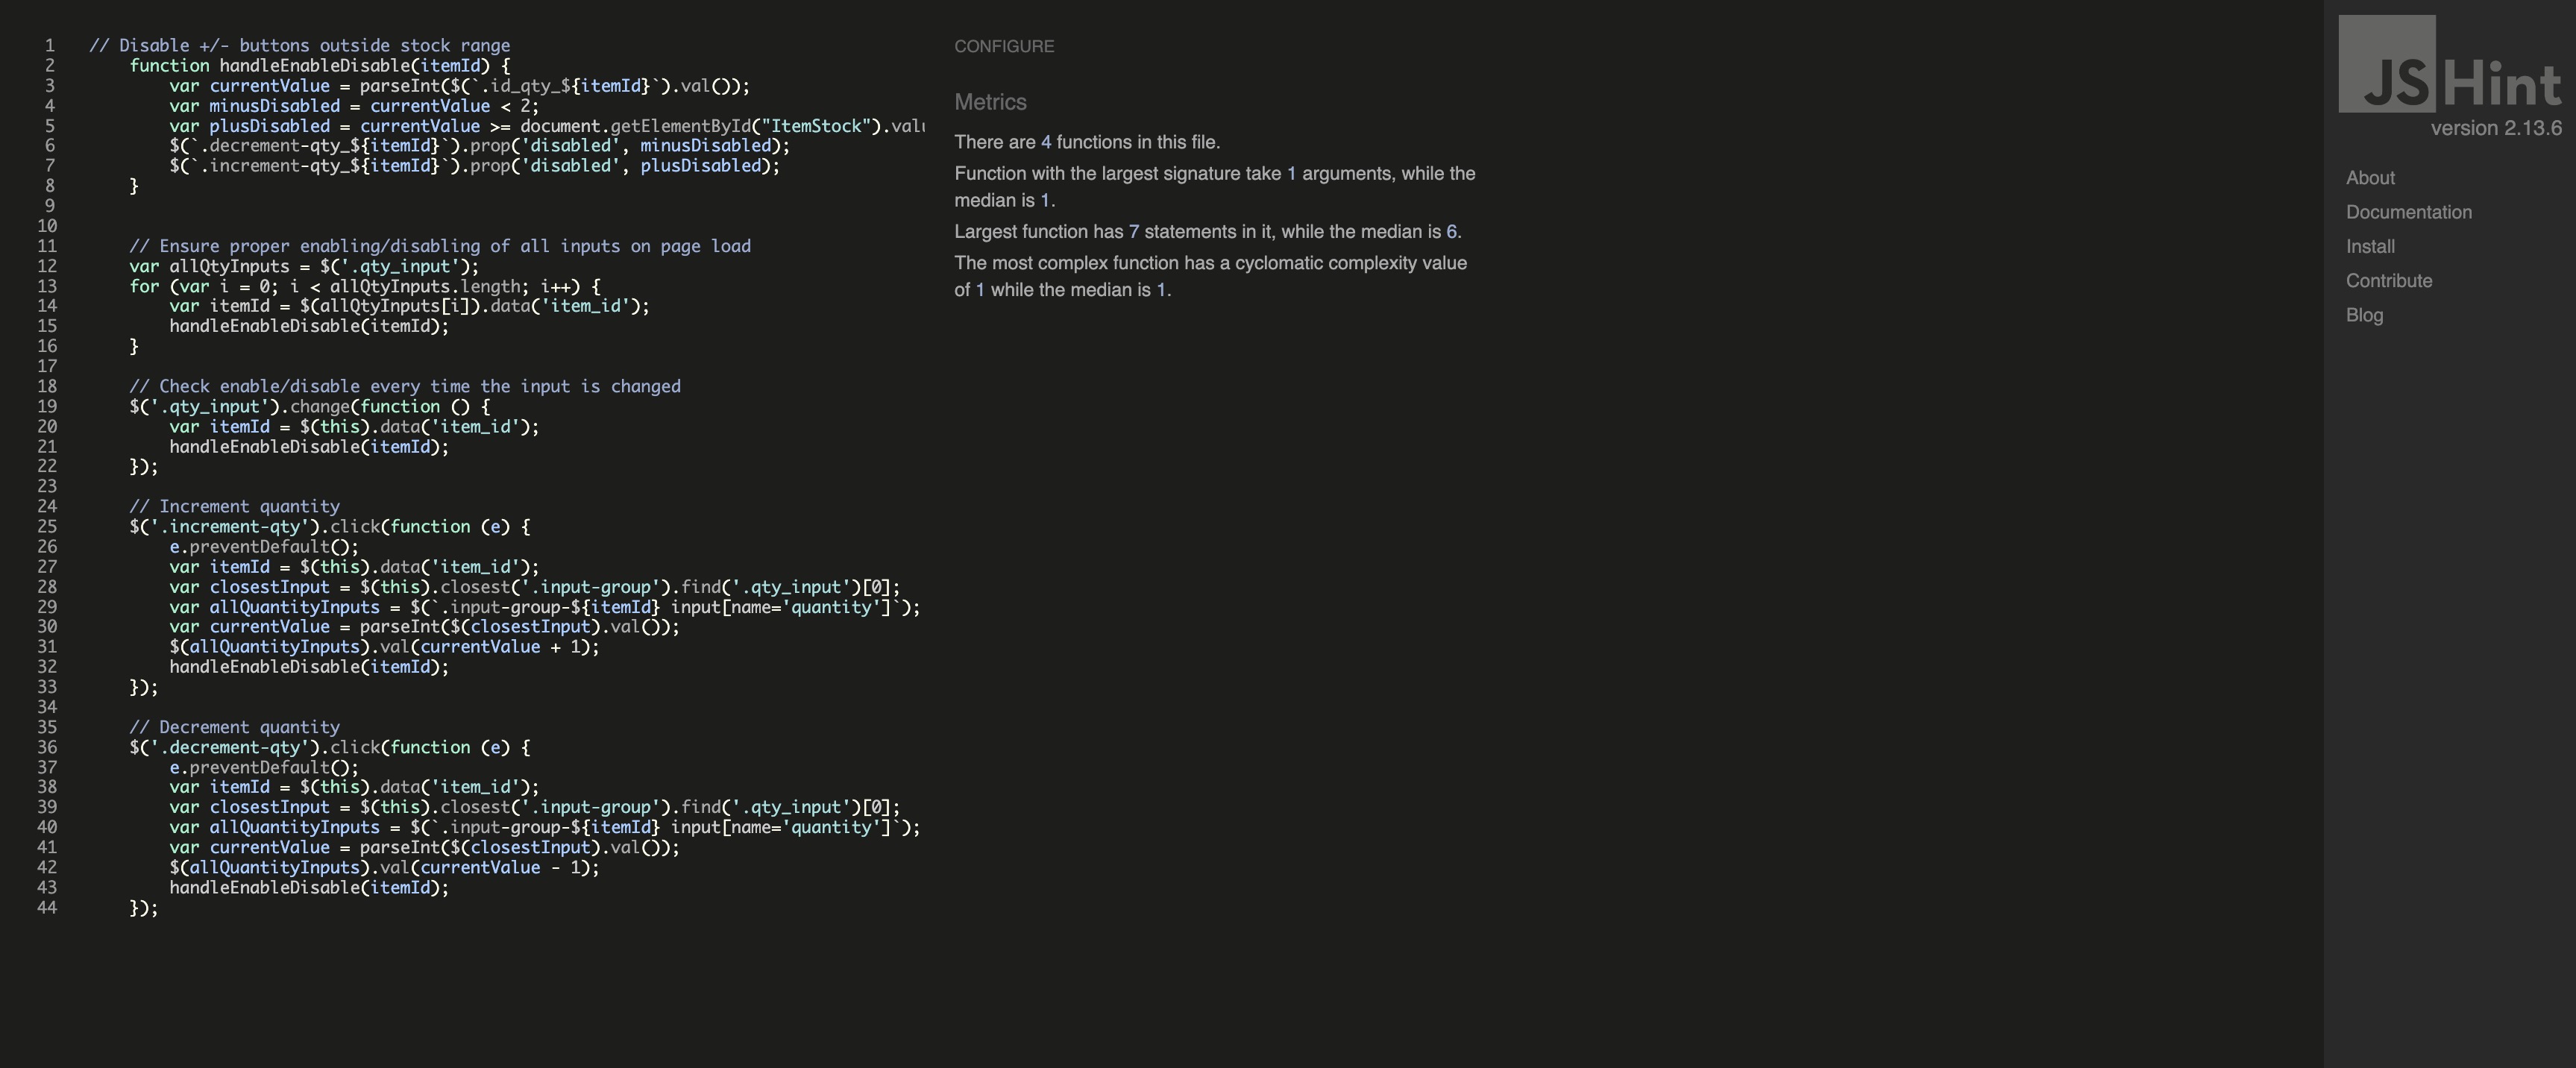 1 // Disable +/- buttons outside stock range
2 function handleEnableDisable(itemId) {
3 var currentValue = parseInt($(`.id_qty_${itemId}`).val());
4 var minusDisabled = currentValue < 2;
5 var plusDisabled = currentValue >= document.getElementById("ItemStock").valu
6 $(`.decrement-qty_${itemId}`).prop('disabled', minusDisabled);
7 $(`.increment-qty_${itemId}`).prop('disabled', plusDisabled);
8 }
9
10
11 // Ensure proper enabling/disabling of all inputs on page load
12 var allQtyInputs = $('.qty_input');
13 for (var i = 0; i < allQtyInputs.length; i++) {
14 var itemId = $(allQtyInputs[i]).data('item_id');
15 handleEnableDisable(itemId);
16 }
17
18 // Check enable/disable every time the input is changed
19 $('.qty_input').change(function () {
20 var itemId = $(this).data('item_id');
21 handleEnableDisable(itemId);
22 });
23
24 // Increment quantity
25 $('.increment-qty').click(function (e) {
26 e.preventDefault();
27 var itemId = $(this).data('item_id');
28 var closestInput = $(this).closest('.input-group').find('.qty_input')[0];
29 var allQuantityInputs = $(`.input-group-${itemId} input[name='quantity']`);
30 var currentValue = parseInt($(closestInput).val());
31 $(allQuantityInputs).val(currentValue + 1);
32 handleEnableDisable(itemId);
33 });
34
35 // Decrement quantity
36 $('.decrement-qty').click(function (e) {
37 e.preventDefault();
38 var itemId = $(this).data('item_id');
39 var closestInput = $(this).closest('.input-group').find('.qty_input')[0];
40 var allQuantityInputs = $(`.input-group-${itemId} input[name='quantity']`);
41 var currentValue = parseInt($(closestInput).val());
42 $(allQuantityInputs).val(currentValue - 1);
43 handleEnableDisable(itemId);
44 });
CONFIGURE
Metrics
There are 4 functions in this file.
Function with the largest signature take 1 arguments, while the
median is 1.
Largest function has 7 statements in it, while the median is 6.
The most complex function has a cyclomatic complexity value
of 1 while the median is 1.
JSHint
version 2.13.6
About
Documentation
Install
Contribute
Blog